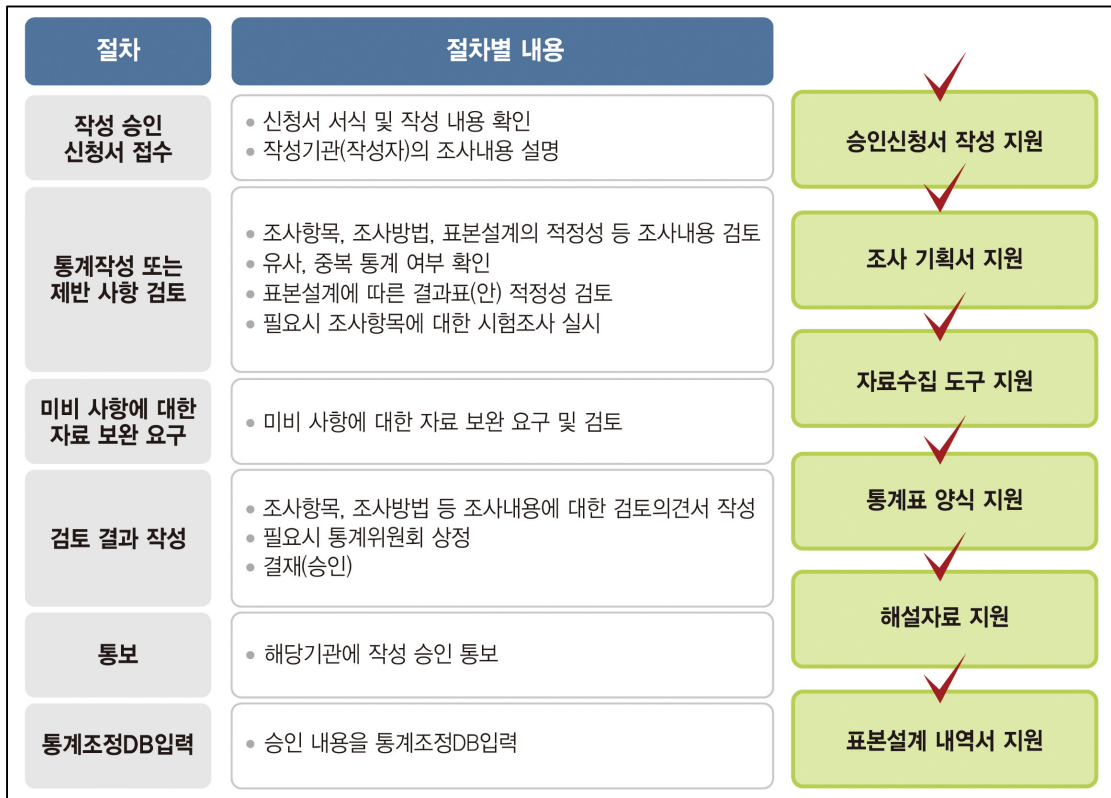 절차
절차별 내용
작성 승인
신청서 접수
• 신청서 서식 및 작성 내용 확인
• 작성기관(작성자)의 조사내용 설명
통계작성 또는
제반 사항 검토
• 조사항목, 조사방법, 표본설계의 적정성 등 조사내용 검토
• 유사, 중복 통계 여부 확인
• 표본설계에 따른 결과표(안) 적정성 검토
• 필요시 조사항목에 대한 시험조사 실시
미비 사항에 대한
자료 보완 요구
• 미비 사항에 대한 자료 보완 요구 및 검토
검토 결과 작성
• 조사항목, 조사방법 등 조사내용에 대한 검토의견서 작성
• 필요시 통계위원회 상정
• 결재(승인)
통보
• 해당기관에 작성 승인 통보
통계조정DB입력
• 승인 내용을 통계조정DB입력
승인신청서 작성 지원
조사 기획서 지원
자료수집 도구 지원
통계표 양식 지원
해설자료 지원
표본설계 내역서 지원